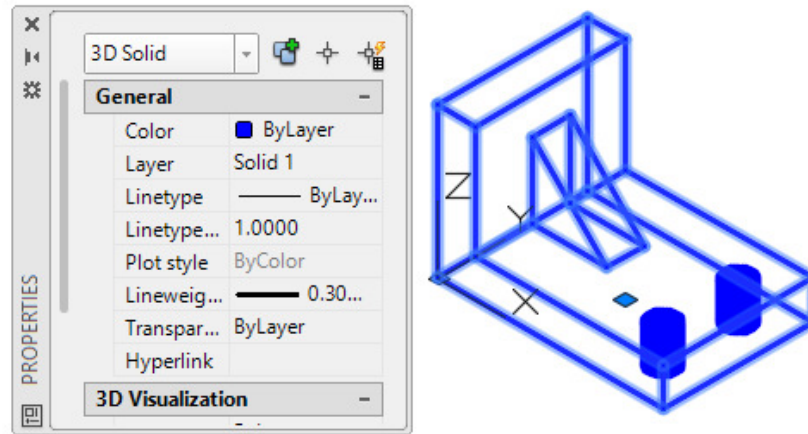 3D Solid
General
Color ByLayer
Layer Solid 1
Linetype ByLay...
Linetype... 1.0000
Plot style ByColor
Lineweig... 0.30...
Transpar... ByLayer
Hyperlink
3D Visualization
PROPERTIES
Z
Y
X